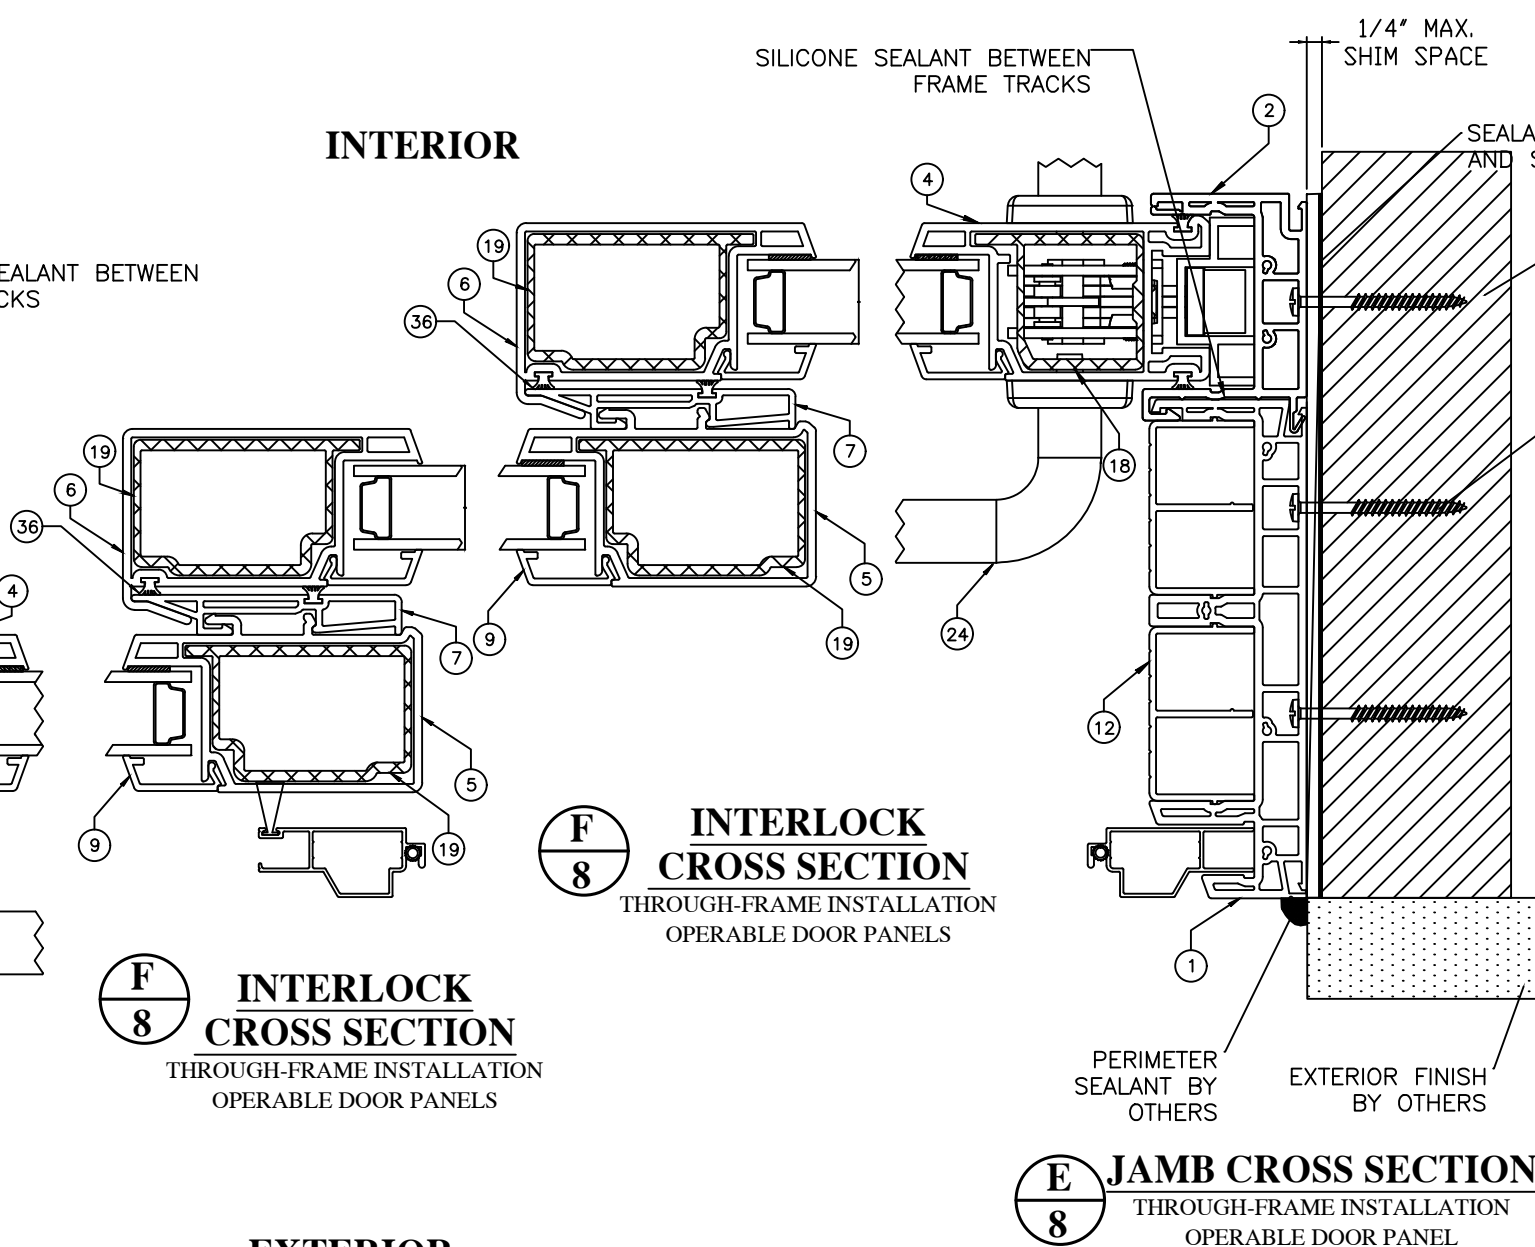 1/4" MAX.
SHIM SPACE
SILICONE SEALANT BETWEEN
FRAME TRACKS
2
SEALA
AND S
INTERIOR
4
19
6
36
EALANT BETWEEN
CKS
7
18
19
6
36
5
4
9
19
24
7
12
5
9
19
F
8
INTERLOCK
CROSS SECTION
THROUGH-FRAME INSTALLATION
OPERABLE DOOR PANELS
1
F
8
INTERLOCK
CROSS SECTION
THROUGH-FRAME INSTALLATION
OPERABLE DOOR PANELS
PERIMETER
SEALANT BY
OTHERS
EXTERIOR FINISH
BY OTHERS
E
8
JAMB CROSS SECTION
THROUGH-FRAME INSTALLATION
OPERABLE DOOR PANEL
EXTERIOR